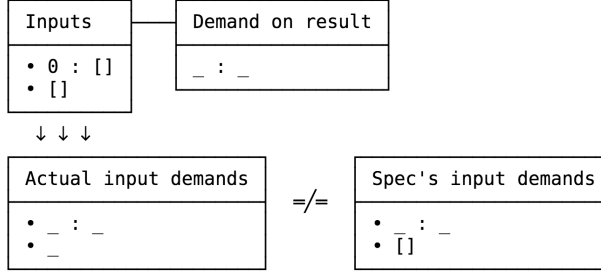 Inputs
Demand on result
• 0 : []
• []
_ : _
↓ ↓ ↓
Actual input demands
• _ : _
• _
=/=
Spec's input demands
• _ : _
• []